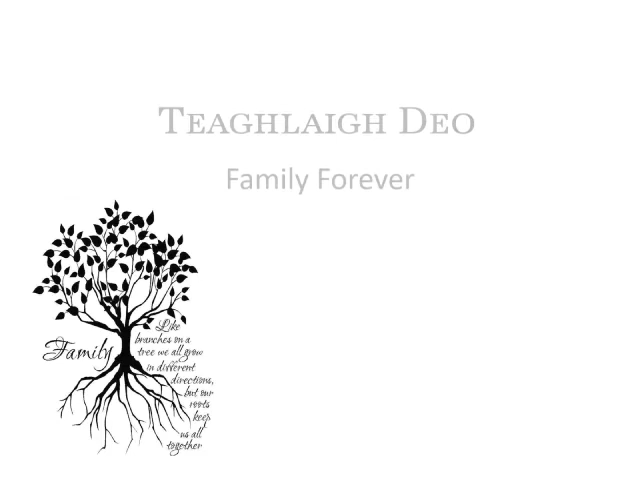 TEAGHLAIGH DEO
Family Forever
Family
Like
branches on a
tree we all grow
in different
directions,
but our
roots
keep
us all
together